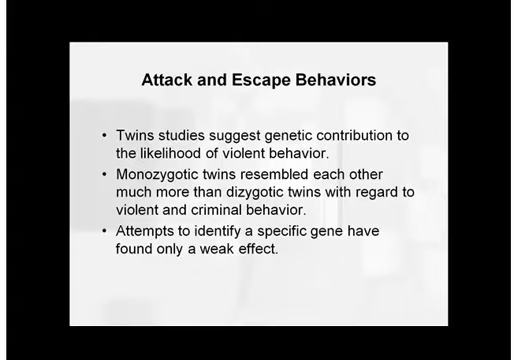 Attack and Escape Behaviors
• Twins studies suggest genetic contribution to
the likelihood of violent behavior.
• Monozygotic twins resembled each other
much more than dizygotic twins with regard to
violent and criminal behavior.
• Attempts to identify a specific gene have
found only a weak effect.